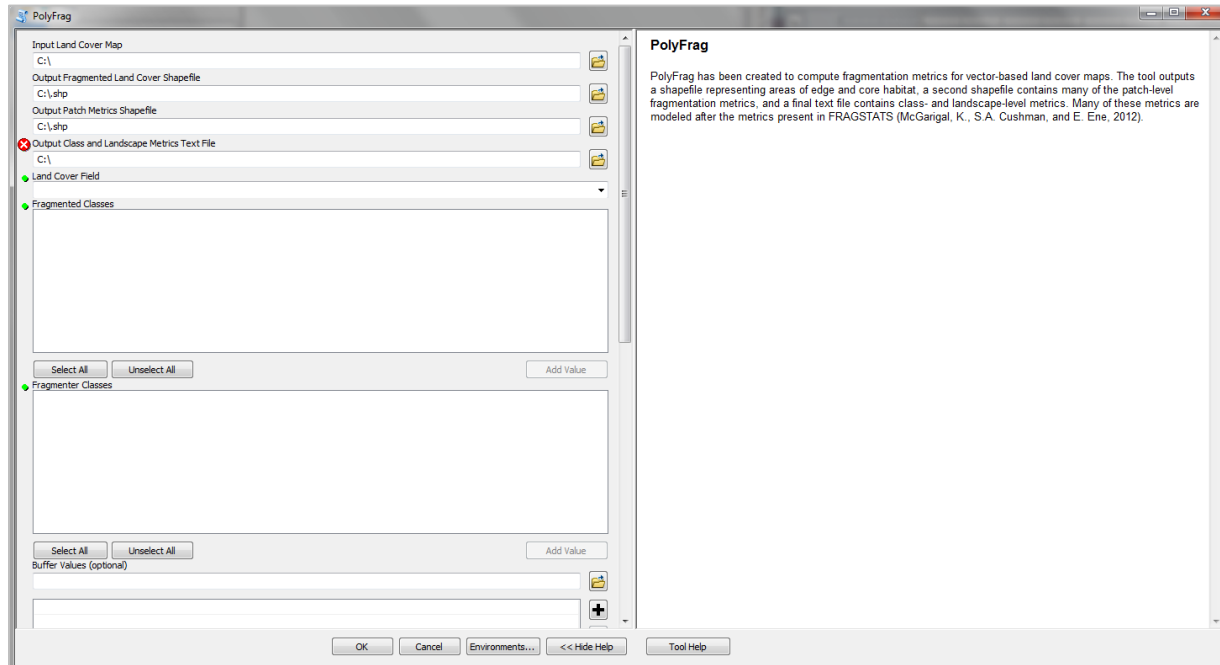 PolyFrag
Input Land Cover Map
C:\
Output Fragmented Land Cover Shapefile
C:\.shp
Output Patch Metrics Shapefile
C:\.shp
Output Class and Landscape Metrics Text File
C:\
Land Cover Field
Fragmented Classes
Select All Unselect All Add Value
Fragmenter Classes
Select All Unselect All Add Value
Buffer Values (optional)
OK Cancel Environments... << Hide Help Tool Help
PolyFrag
PolyFrag has been created to compute fragmentation metrics for vector-based land cover maps. The tool outputs
a shapefile representing areas of edge and core habitat, a second shapefile contains many of the patch-level
fragmentation metrics, and a final text file contains class- and landscape-level metrics. Many of these metrics are
modeled after the metrics present in FRAGSTATS (McGarigal, K., S.A. Cushman, and E. Ene, 2012).